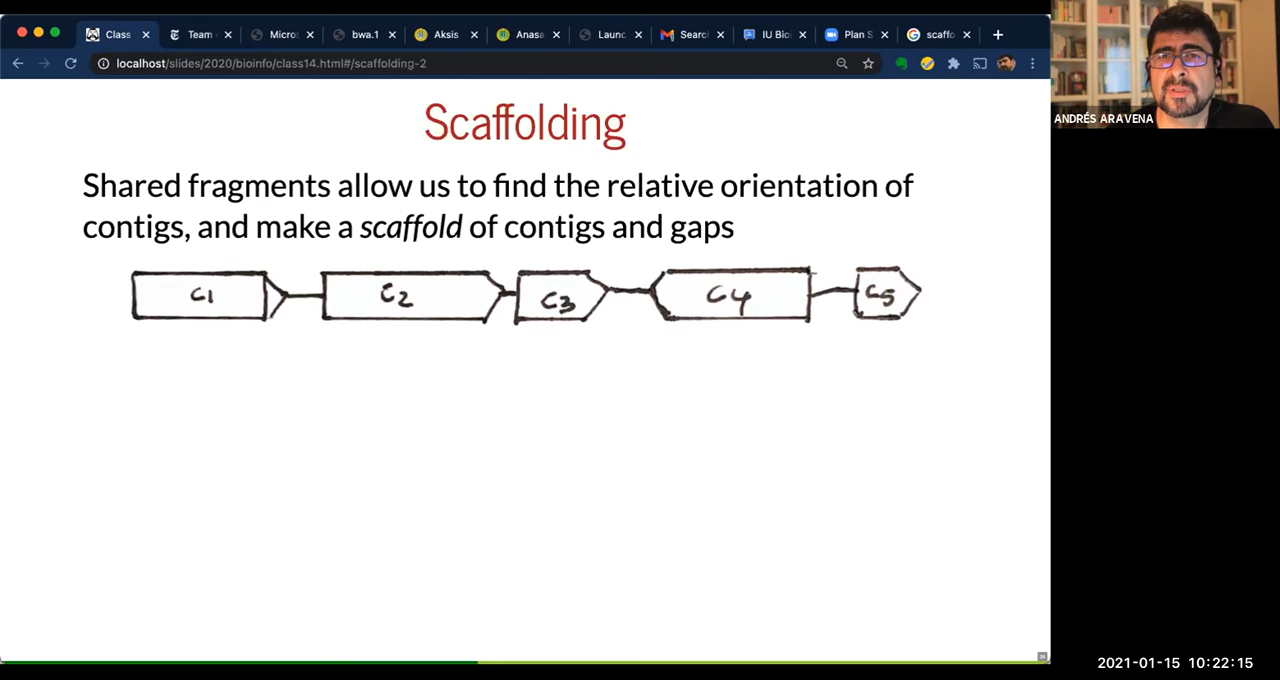 Class
Team
Micro:
bwa.1
Aksis
Anasa
Launc
Searcl
IU Bio
Plan S
scaffo
localhost/slides/2020/bioinfo/class14.html#/scaffolding-2
Scaffolding
Shared fragments allow us to find the relative orientation of
contigs, and make a scaffold of contigs and gaps
C1 C2 C3 C4 C5
ANDRÉS ARAVENA
2021-01-15 10:22:15